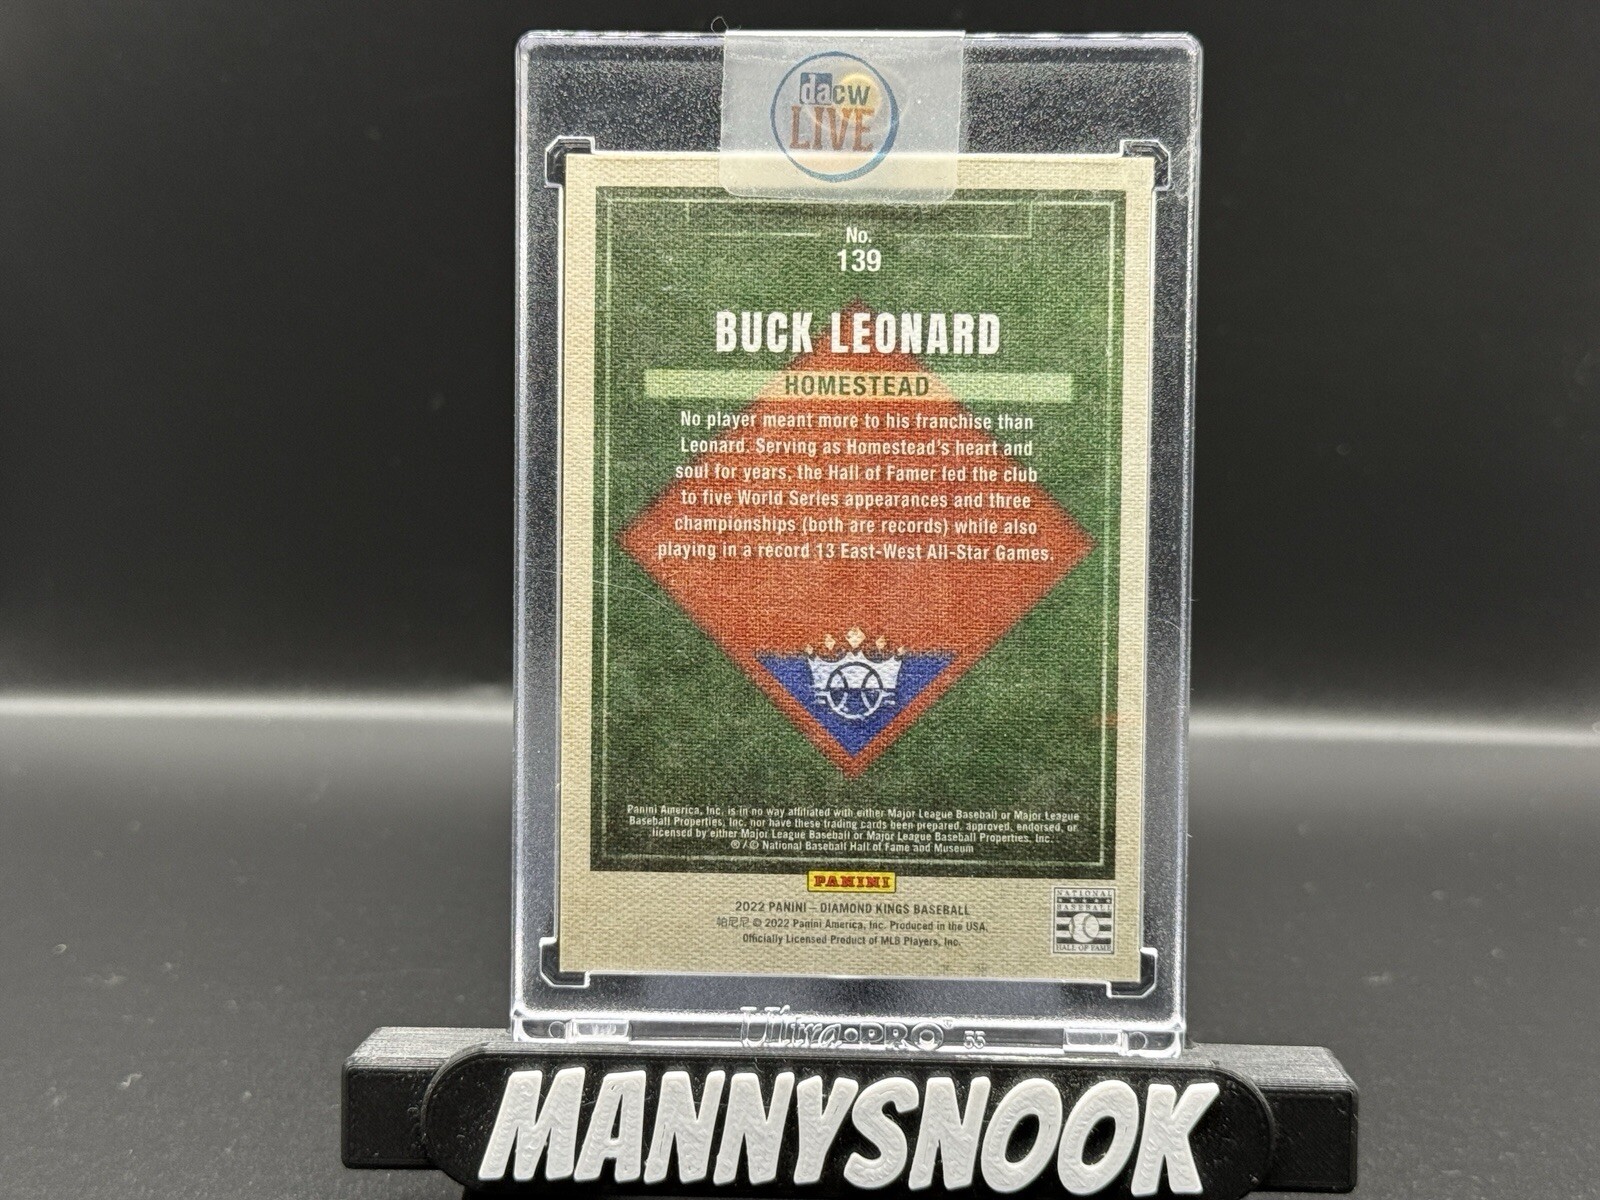 dacw
LIVE
No.
139
BUCK LEONARD
HOMESTEAD
No player meant more to his franchise than
Leonard. Serving as Homestead's heart and
soul for years, the Hall of Famer led the club
to five World Series appearances and three
championships (both are records) while also
playing in a record 13 East-West All-Star Games.
Panini America, Inc. is in no way affiliated with either Major League Baseball or Major League
Baseball Properties, Inc. nor have these trading cards been prepared, approved, endorsed, or
licensed by either Major League Baseball or Major League Baseball Properties, Inc.
® / © National Baseball Hall of Fame and Museum
PANINI
2022 PANINI – DIAMOND KINGS BASEBALL
帕尼尼 © 2022 Panini America, Inc. Produced in the USA.
Officially Licensed Product of MLB Players, Inc.
NATIONAL
BASEBALL
HALL OF FAME
Ultra•PRO® 55
MANNYSNOOK